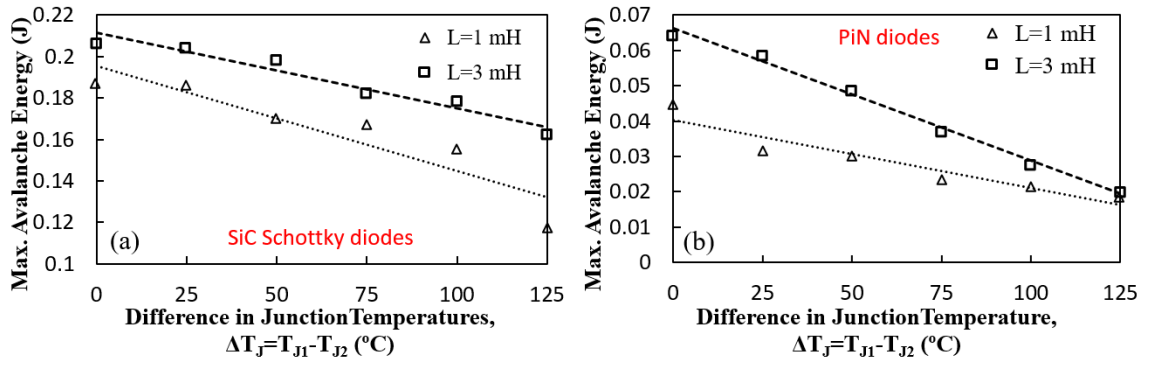 Max. Avalanche Energy (J)
0.22
0.2
0.18
0.16
0.14
0.12
0.1
L=1 mH
L=3 mH
(a)
SiC Schottky diodes
0
25
50
75
100
125
Difference in JunctionTemperatures,
ΔTJ=TJ1-TJ2 (ºC)
Max. Avalanche Energy (J)
0.07
0.06
0.05
0.04
0.03
0.02
0.01
0
PiN diodes
L=1 mH
L=3 mH
(b)
0
25
50
75
100
125
Difference in JunctionTemperature,
ΔTJ=TJ1-TJ2 (ºC)